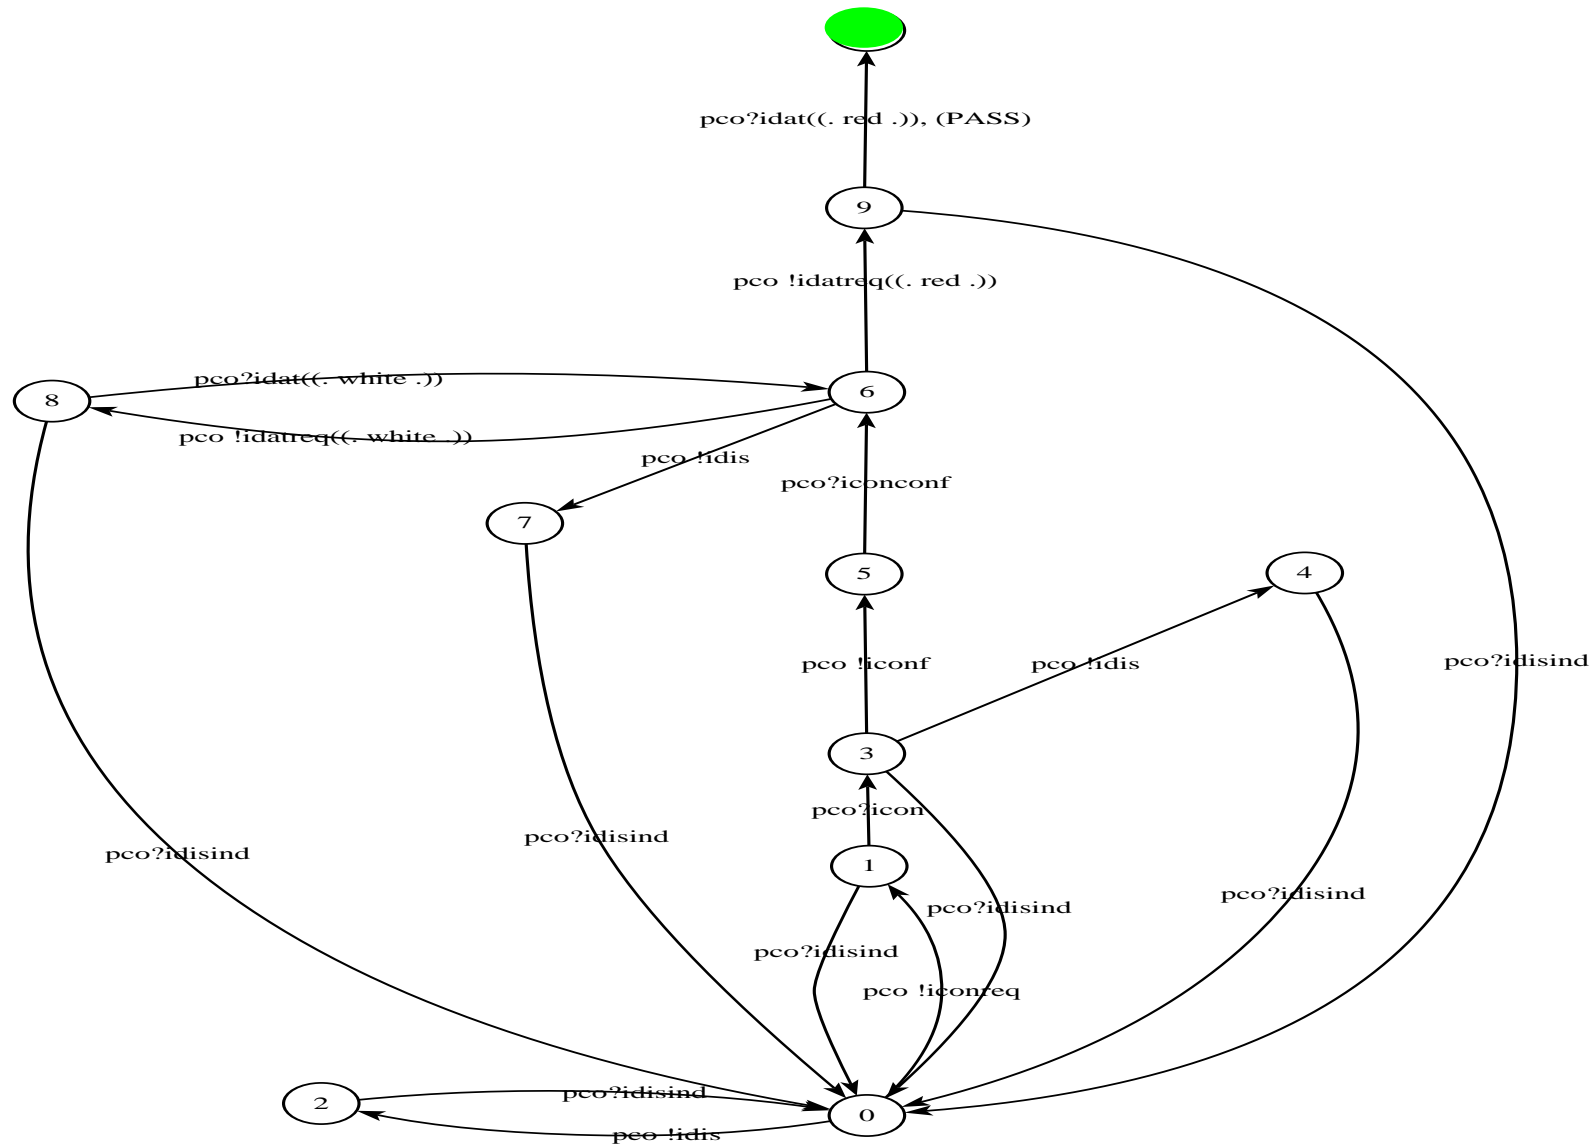 pco?idat((. red .)), (PASS)
9
pco !idatreq((. red .))
pco?idat((. white .))
6
8
pco !idatreq((. white .))
pco !idis
pco?iconconf
7
5
4
pco !iconf
pco !idis
pco?idisind
3
pco?icon
pco?idisind
pco?idisind
1
pco?idisind
pco?idisind
pco?idisind
pco !iconreq
pco?idisind
2
0
pco !idis